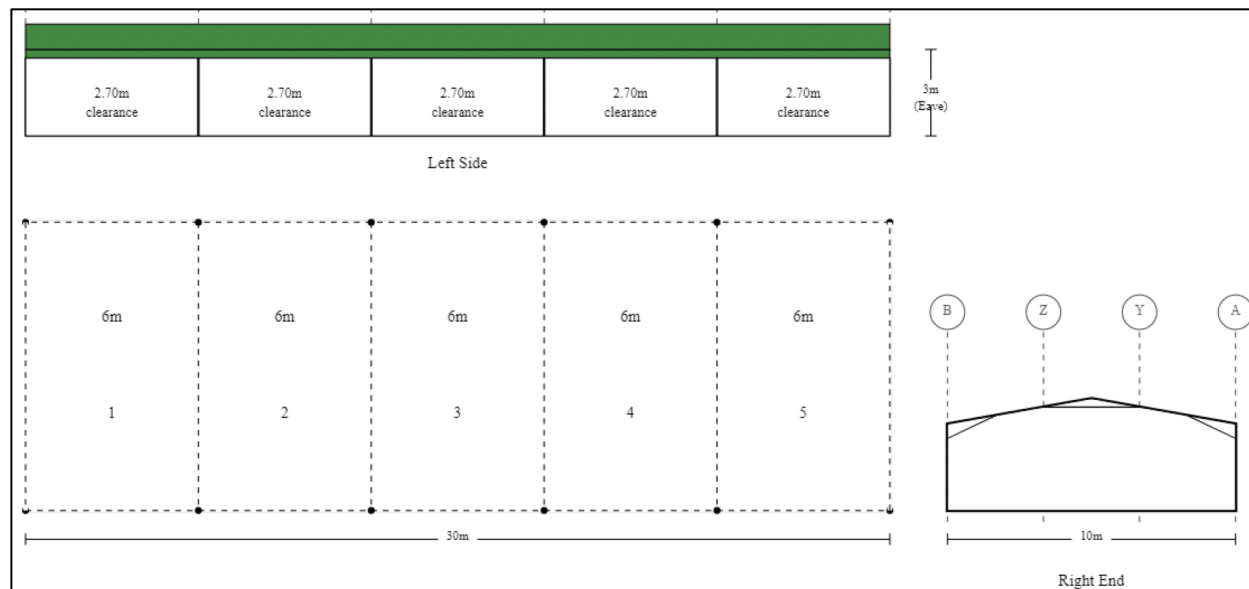 2.70m
clearance
2.70m
clearance
2.70m
clearance
2.70m
clearance
2.70m
clearance
3m
(Eave)
Left Side
6m
6m
6m
6m
6m
1
2
3
4
5
30m
B
Z
Y
A
10m
Right End